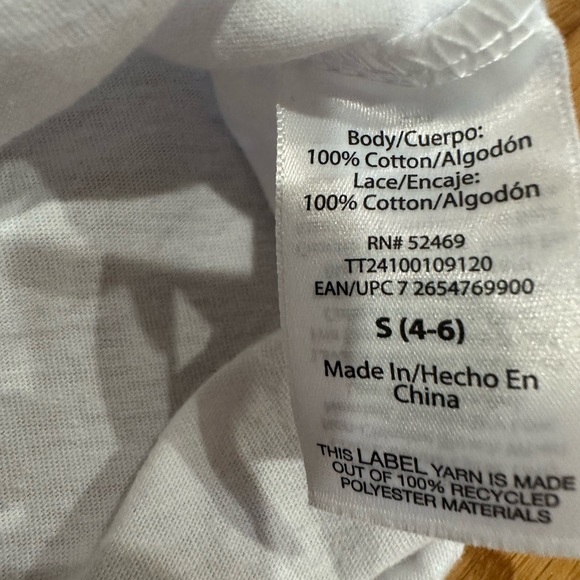 Body/Cuerpo:
100% Cotton/Algodón
Lace/Encaje:
100% Cotton/Algodón
RN# 52469
TT24100109120
EAN/UPC 7 2654769900
S (4-6)
Made In/Hecho En
China
THIS LABEL YARN IS MADE
OUT OF 100% RECYCLED
POLYESTER MATERIALS